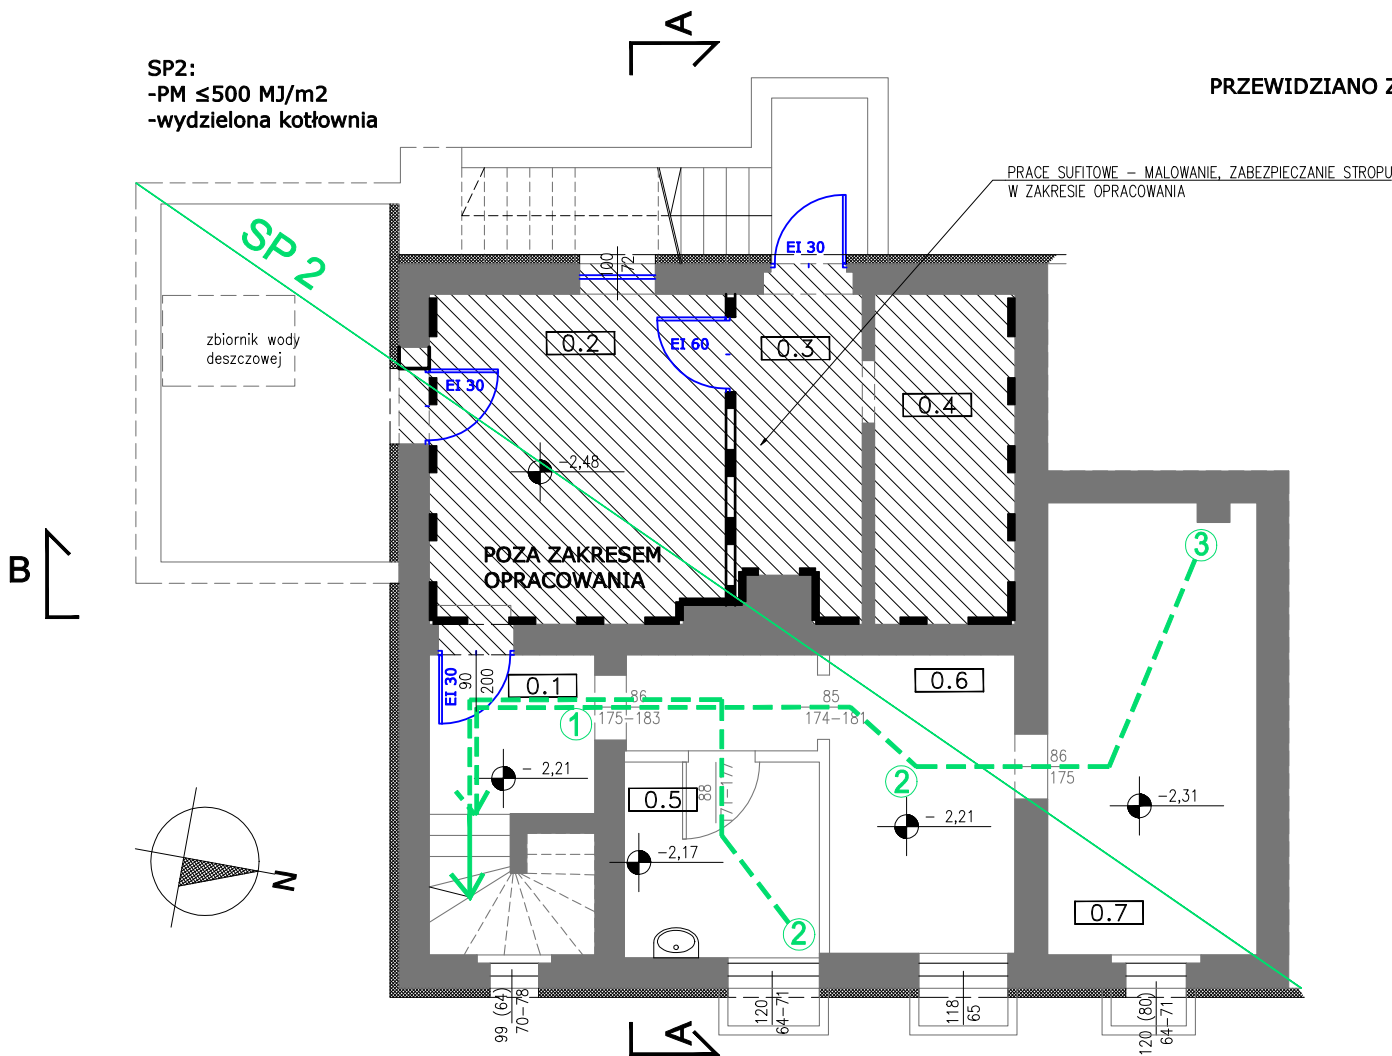 A
SP2:
-PM ≤500 MJ/m2
-wydzielona kotłownia
PRZEWIDZIANO Z
PRACE SUFITOWE – MALOWANIE, ZABEZPIECZANIE STROPU
W ZAKRESIE OPRACOWANIA
SP 2
EI 30
100
72
zbiornik wody
deszczowej
0.2
EI 60
0.3
EI 30
0.4
-2,48
POZA ZAKRESEM
OPRACOWANIA
3
B
EI 30
90
200
0.1
0.6
86
175-183
85
174-181
1
86
175
- 2,21
2
0.5
88
-2,31
- 2,21
-2,17
N
0.7
2
99 (64)
70-78
120
64-71
118
65
120 (80)
64-71
A